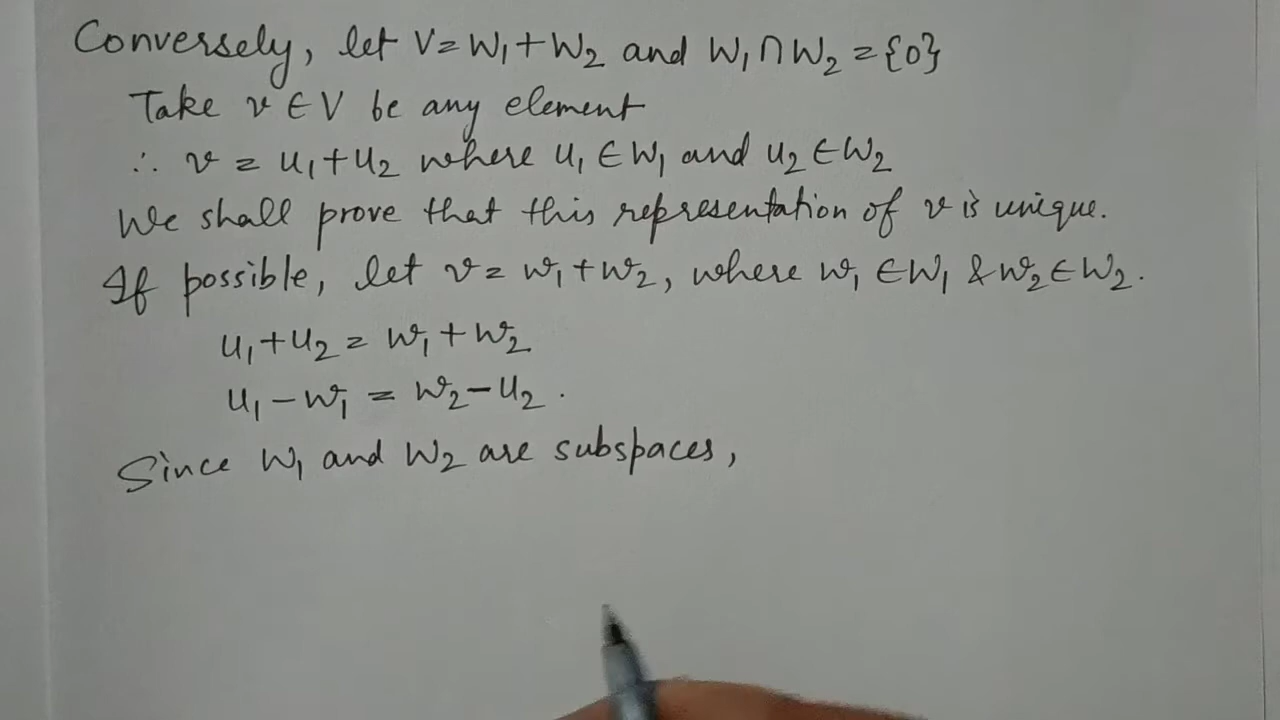 Conversely, let V = W₁ + W₂ and W₁ ∩ W₂ = {0}
Take v ∈ V be any element
∴ v = u₁ + u₂ where u₁ ∈ W₁ and u₂ ∈ W₂
We shall prove that this representation of v is unique.
If possible, let v = w₁ + w₂, where w₁ ∈ W₁ & w₂ ∈ W₂.
u₁ + u₂ = w₁ + w₂
u₁ − w₁ = w₂ − u₂ .
Since W₁ and W₂ are subspaces,